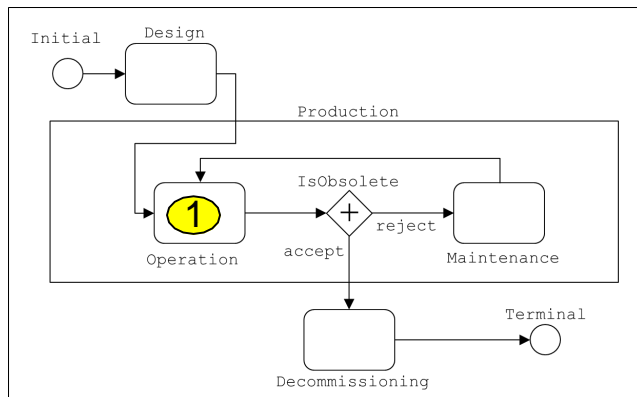 Initial
Design
Production
IsObsolete
1
reject
accept
Operation
Maintenance
Terminal
Decommissioning